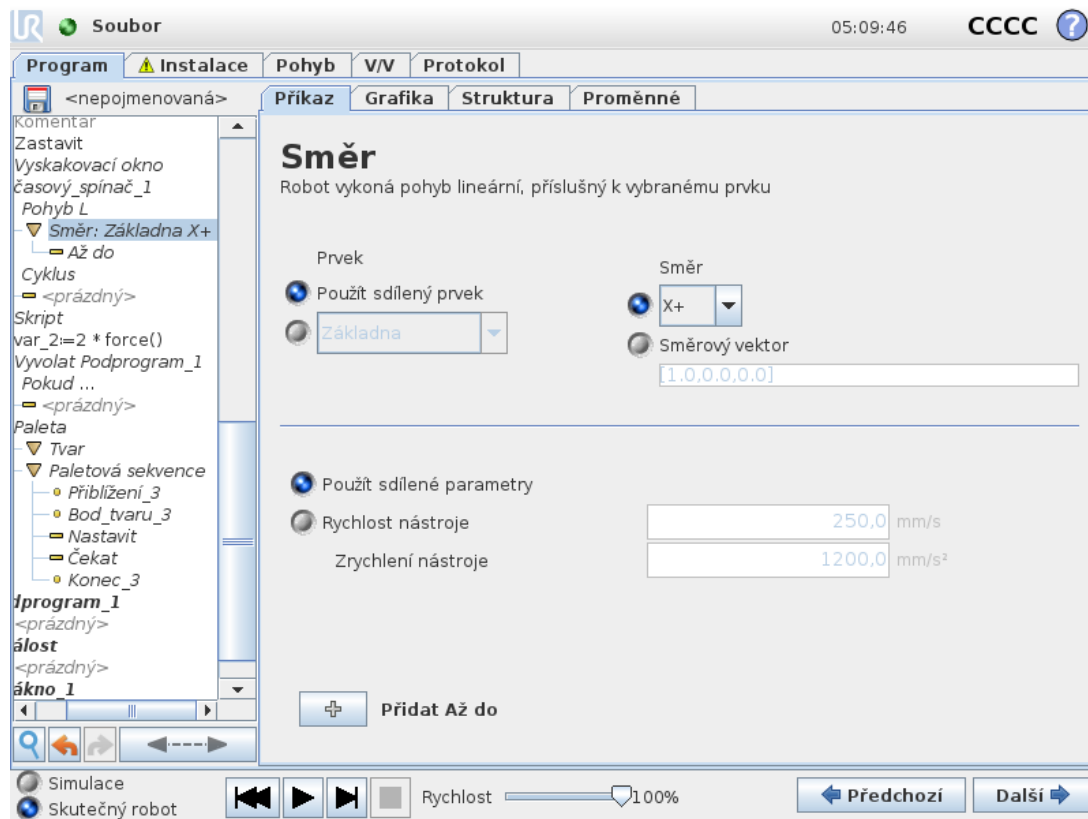 UR Soubor 05:09:46 CCCC ?
Program Instalace Pohyb V/V Protokol
<nepojmenovaná>
Příkaz Grafika Struktura Proměnné
Komentář
Zastavit
Vyskakovací okno
časový_spínač_1
Pohyb L
Směr: Základna X+
Až do
Cyklus
<prázdný>
Skript
var_2≔2 * force()
Vyvolat Podprogram_1
Pokud ...
<prázdný>
Paleta
Tvar
Paletová sekvence
Přiblížení_3
Bod_tvaru_3
Nastavit
Čekat
Konec_3
dprogram_1
<prázdný>
álost
<prázdný>
ákno_1
Směr
Robot vykoná pohyb lineární, příslušný k vybranému prvku
Prvek
Použít sdílený prvek
Základna
Směr
X+
Směrový vektor
[1.0,0.0,0.0]
Použít sdílené parametry
Rychlost nástroje 250,0 mm/s
Zrychlení nástroje 1200,0 mm/s²
Přidat Až do
Simulace
Skutečný robot
Rychlost 100%
Předchozí Další